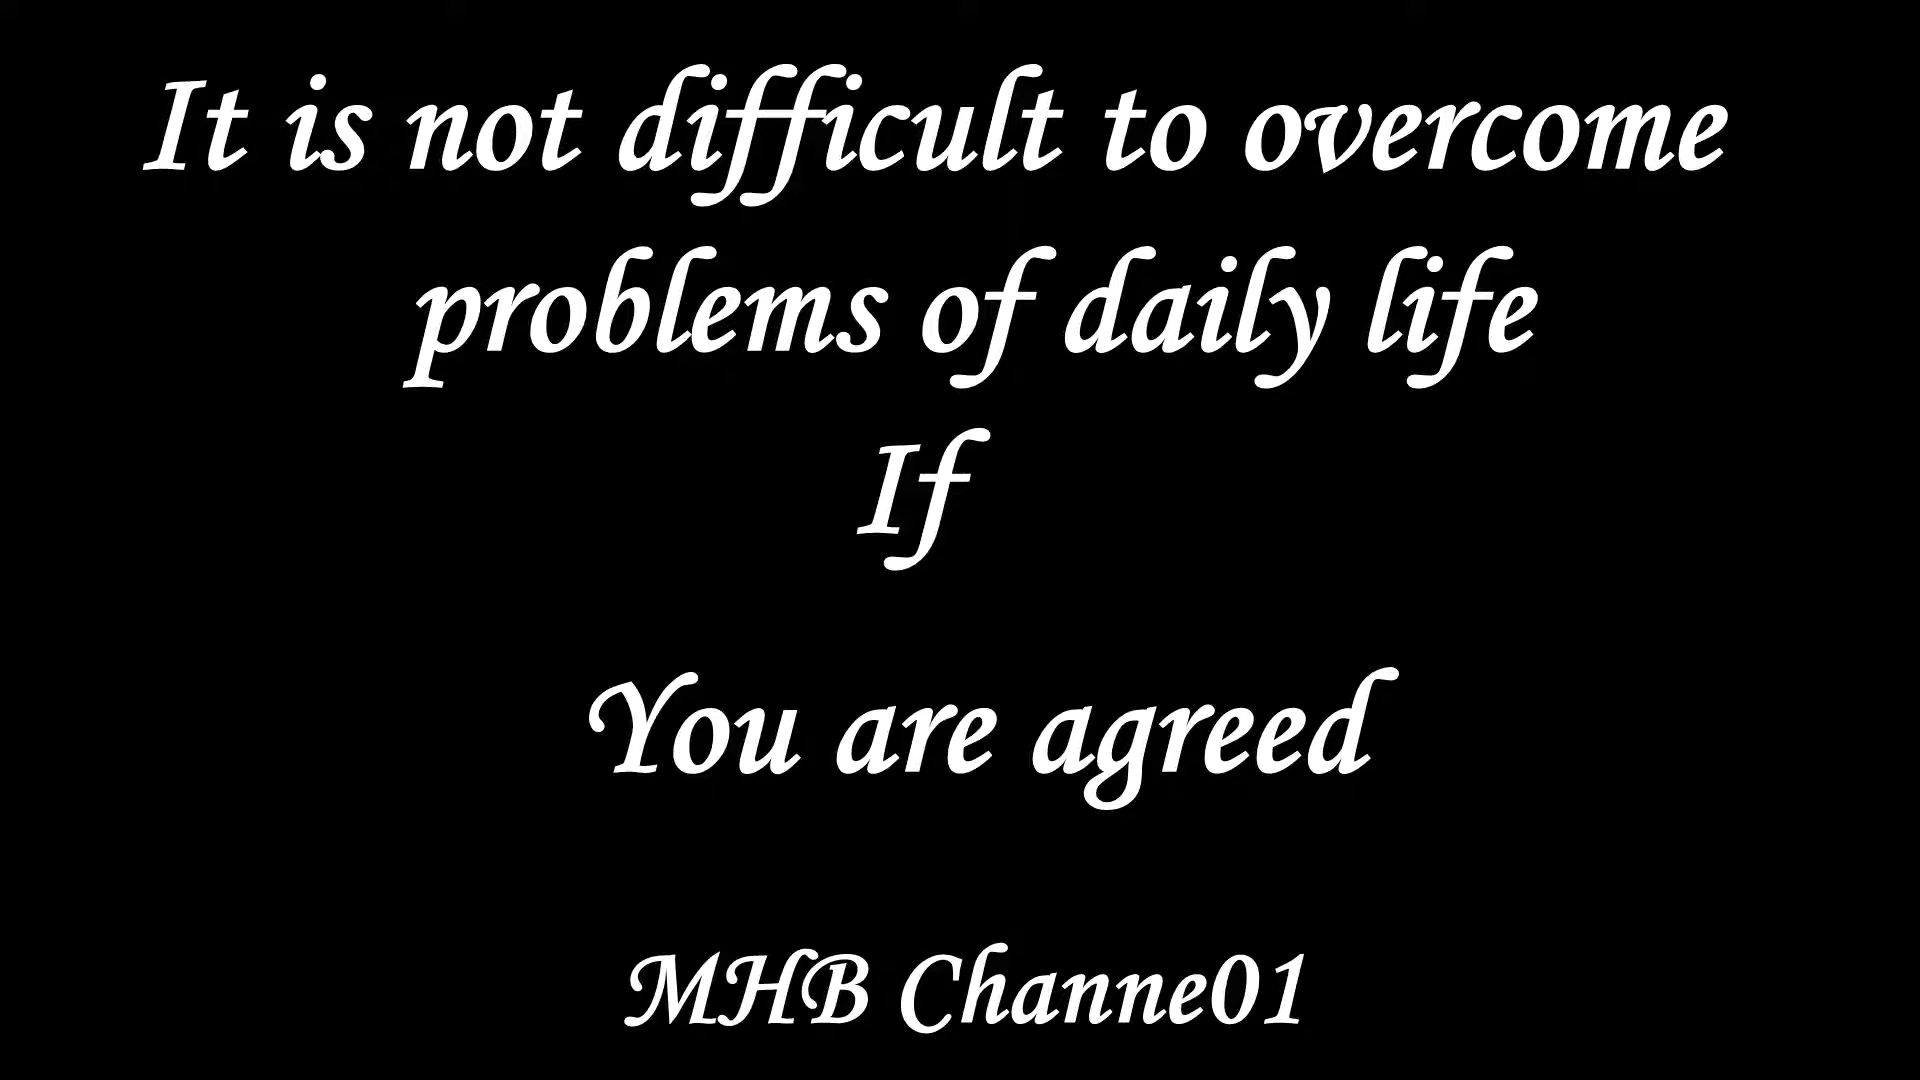 It is not difficult to overcome
problems of daily life
If
You are agreed
MHB Channe01